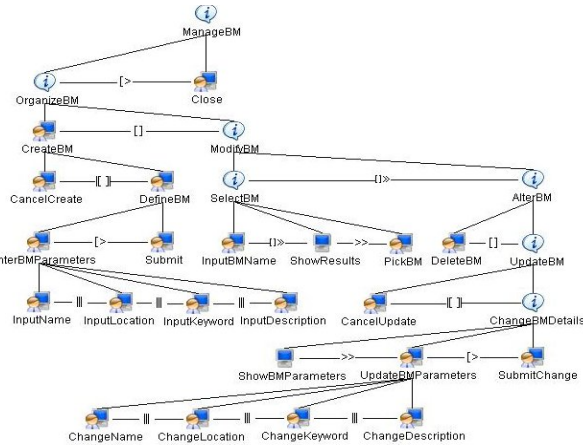 ManageBM
[>
OrganizeBM Close
[]
CreateBM ModifyBM
|[]| []>>
CancelCreate DefineBM SelectBM AlterBM
[> []>> >> []
nterBMParameters Submit InputBMName ShowResults PickBM DeleteBM UpdateBM
||| ||| ||| |[]|
InputName InputLocation InputKeyword InputDescription CancelUpdate ChangeBMDetails
>> [>
ShowBMParameters UpdateBMParameters SubmitChange
||| ||| |||
ChangeName ChangeLocation ChangeKeyword ChangeDescription